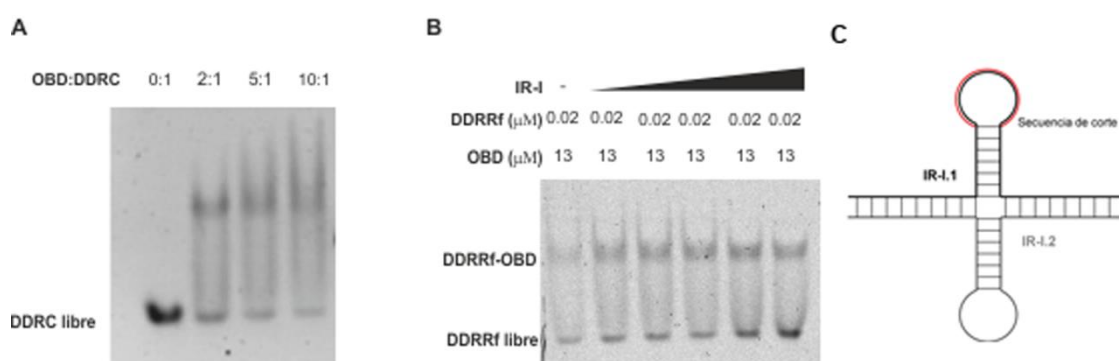 A
OBD:DDRC 0:1 2:1 5:1 10:1
DDRC libre
B
IR-I -
DDRRf (μM) 0.02 0.02 0.02 0.02 0.02 0.02
OBD (μM) 13 13 13 13 13 13
DDRRf-OBD
DDRRf libre
C
Secuencia de corte
IR-I.1
IR-I.2